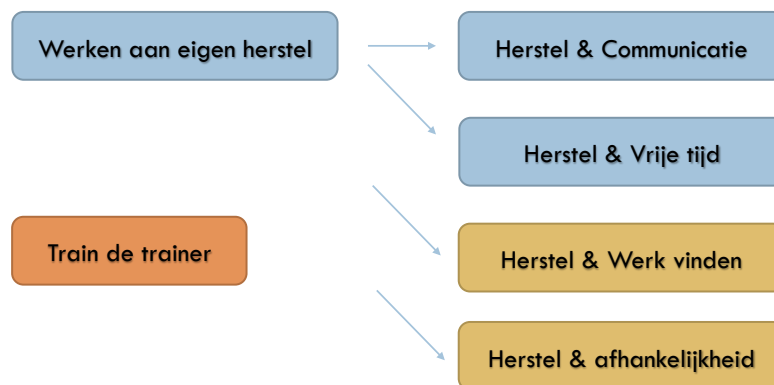 Werken aan eigen herstel
Herstel & Communicatie
Herstel & Vrije tijd
Train de trainer
Herstel & Werk vinden
Herstel & afhankelijkheid